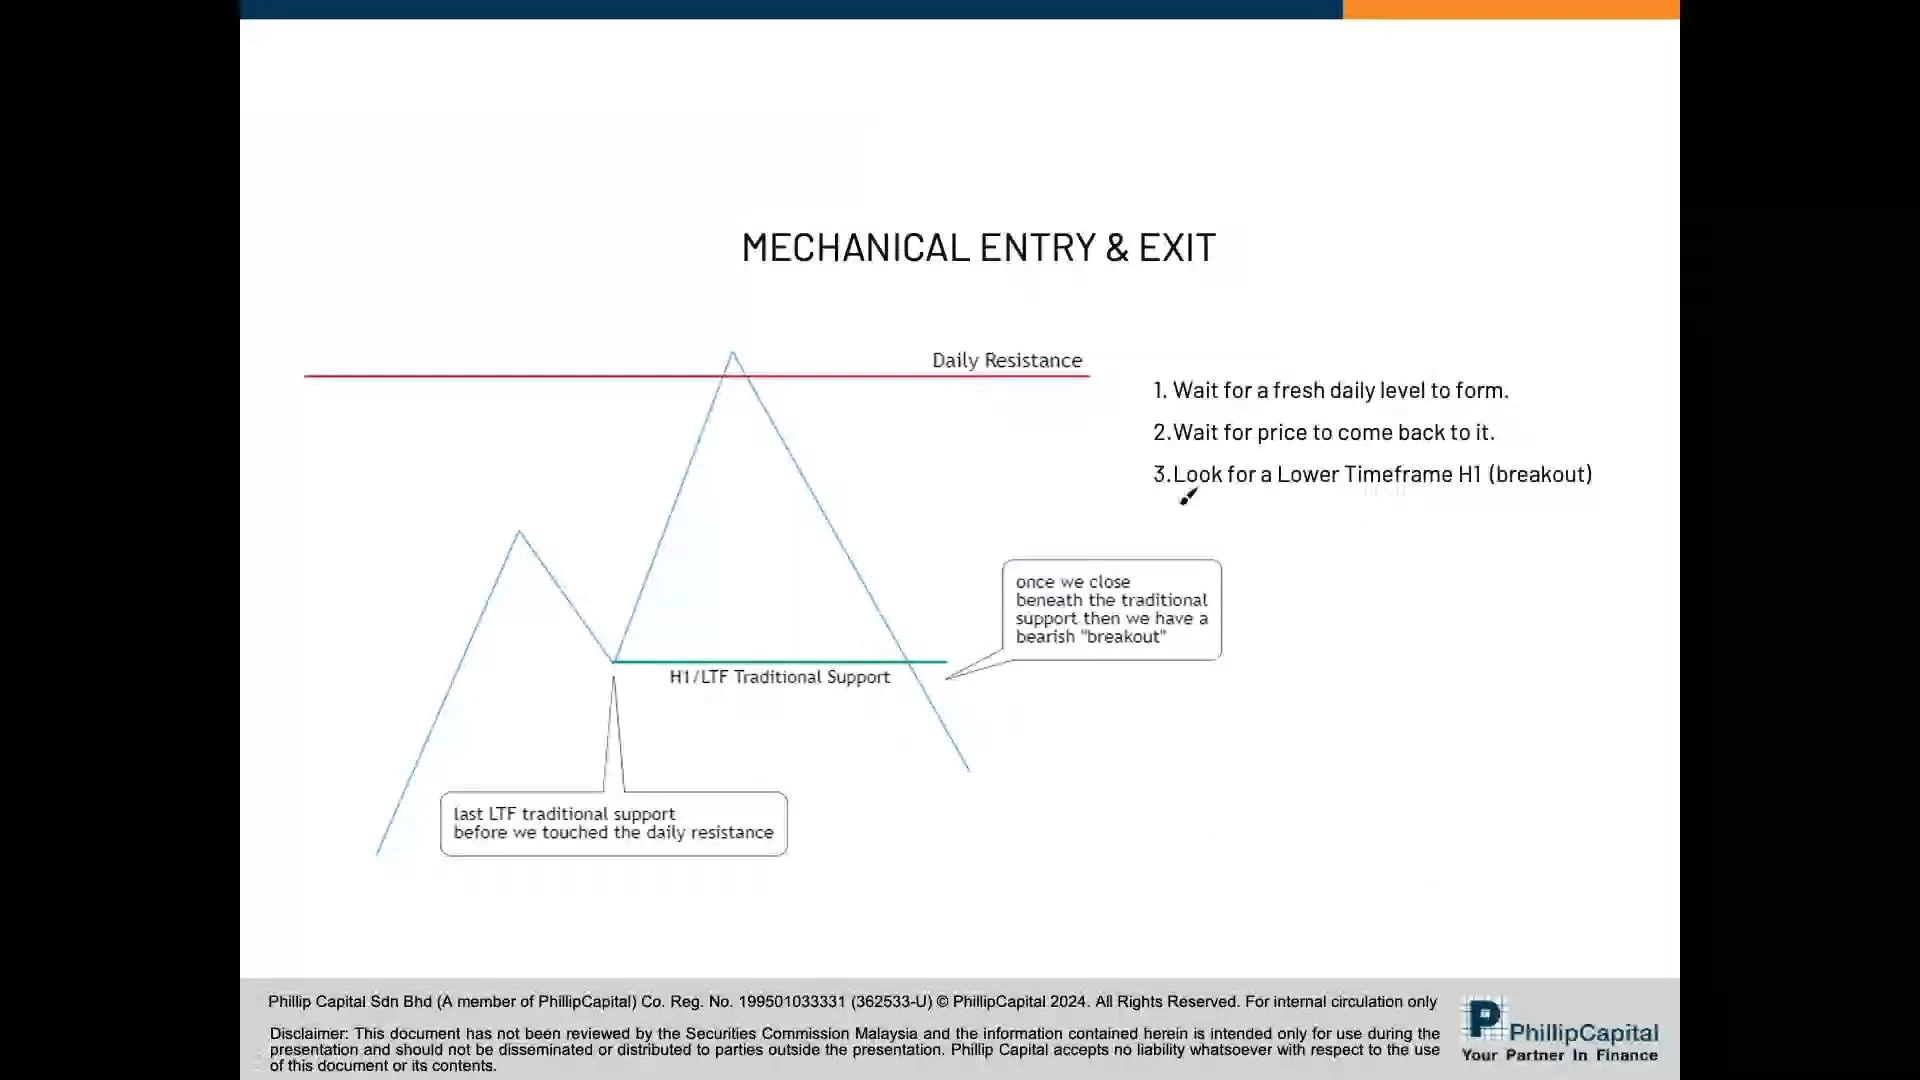 MECHANICAL ENTRY & EXIT
Daily Resistance
1. Wait for a fresh daily level to form.
2.Wait for price to come back to it.
3.Look for a Lower Timeframe H1 (breakout)
once we close
beneath the traditional
support then we have a
bearish "breakout"
H1/LTF Traditional Support
last LTF traditional support
before we touched the daily resistance
Phillip Capital Sdn Bhd (A member of PhillipCapital) Co. Reg. No. 199501033331 (362533-U) © PhillipCapital 2024. All Rights Reserved. For internal circulation only
Disclaimer: This document has not been reviewed by the Securities Commission Malaysia and the information contained herein is intended only for use during the
presentation and should not be disseminated or distributed to parties outside the presentation. Phillip Capital accepts no liability whatsoever with respect to the use
of this document or its contents.
P
PhillipCapital
Your Partner In Finance